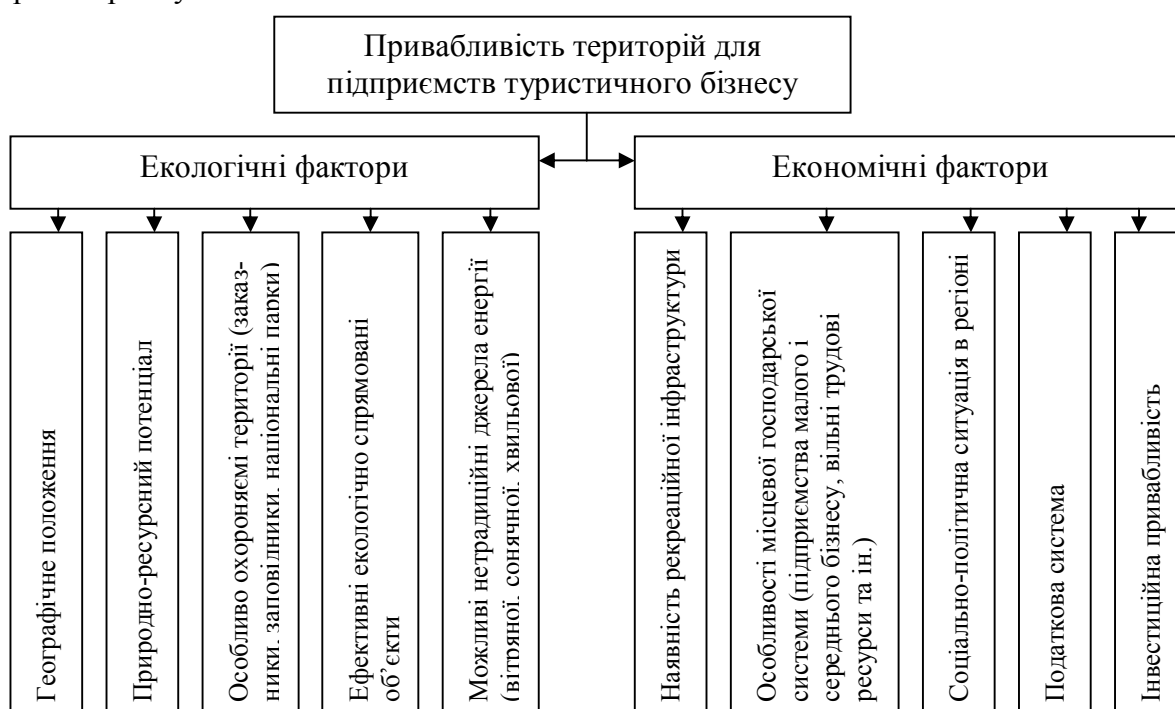 Привабливість територій для
підприємств туристичного бізнесу
Екологічні фактори
Економічні фактори
Географічне положення
Природно-ресурсний потенціал
Особливо охороняємі території (заказ-
ники, заповідники, національні парки)
Ефективні екологічно спрямовані
об’єкти
Можливі нетрадиційні джерела енергії
(вітряної, сонячної, хвильової)
Наявність рекреаційної інфраструктури
Особливості місцевої господарської
системи (підприємства малого і
середнього бізнесу, вільні трудові
ресурси та ін.)
Соціально-політична ситуація в регіоні
Податкова система
Інвестиційна привабливість